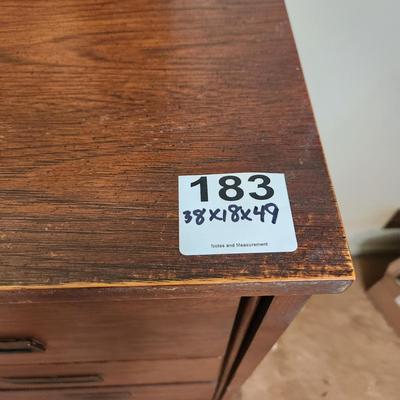 183
38x18x49
Notes and Measurement